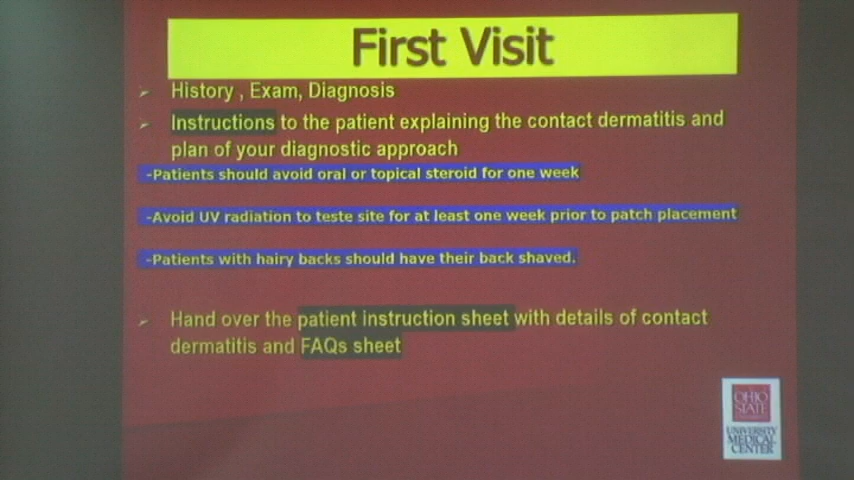 First Visit
History , Exam, Diagnosis
Instructions to the patient explaining the contact dermatitis and
plan of your diagnostic approach
-Patients should avoid oral or topical steroid for one week
-Avoid UV radiation to teste site for at least one week prior to patch placement
-Patients with hairy backs should have their back shaved.
Hand over the patient instruction sheet with details of contact
dermatitis and FAQs sheet
OHIO
STATE
UNIVERSITY
MEDICAL
CENTER